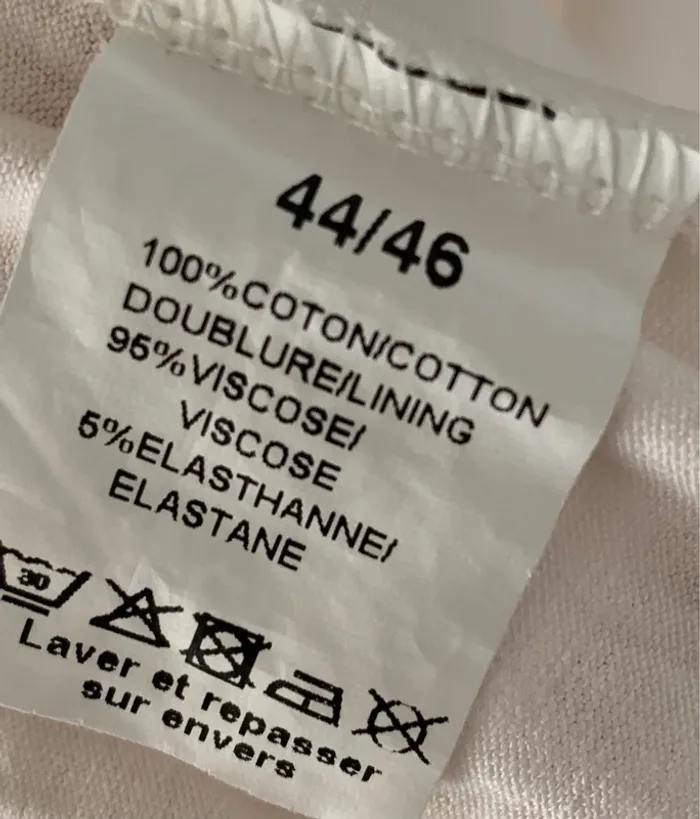 44/46
100%COTON/COTTON
DOUBLURE/LINING
95%VISCOSE/
VISCOSE
5%ELASTHANNE/
ELASTANE
30
Laver et repasser
sur envers